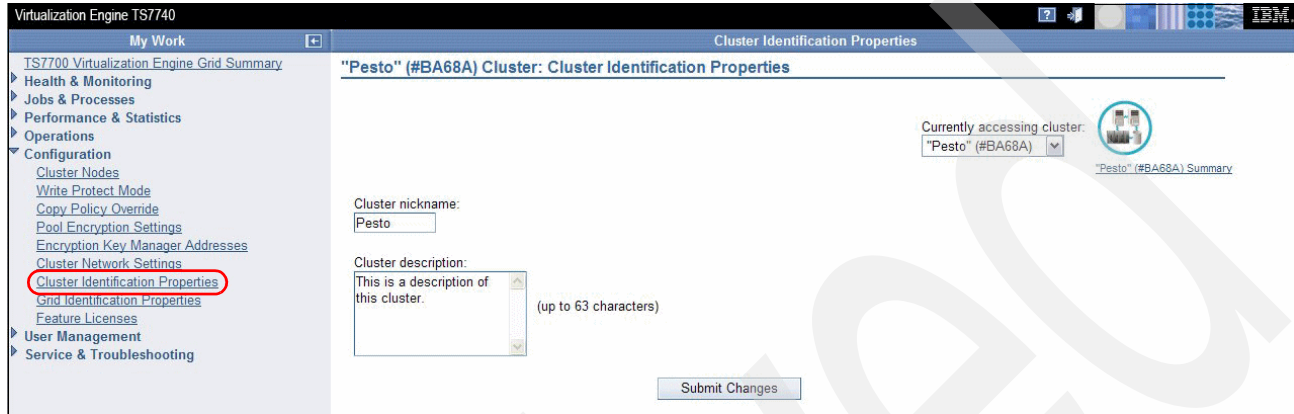 Virtualization Engine TS7740
? IBM.
My Work
Cluster Identification Properties
TS7700 Virtualization Engine Grid Summary
Health & Monitoring
Jobs & Processes
Performance & Statistics
Operations
Configuration
Cluster Nodes
Write Protect Mode
Copy Policy Override
Pool Encryption Settings
Encryption Key Manager Addresses
Cluster Network Settings
Cluster Identification Properties
Grid Identification Properties
Feature Licenses
User Management
Service & Troubleshooting
"Pesto" (#BA68A) Cluster: Cluster Identification Properties
Currently accessing cluster:
"Pesto" (#BA68A)
"Pesto" (#BA68A) Summary
Cluster nickname:
Pesto
Cluster description:
This is a description of
this cluster.
(up to 63 characters)
Submit Changes